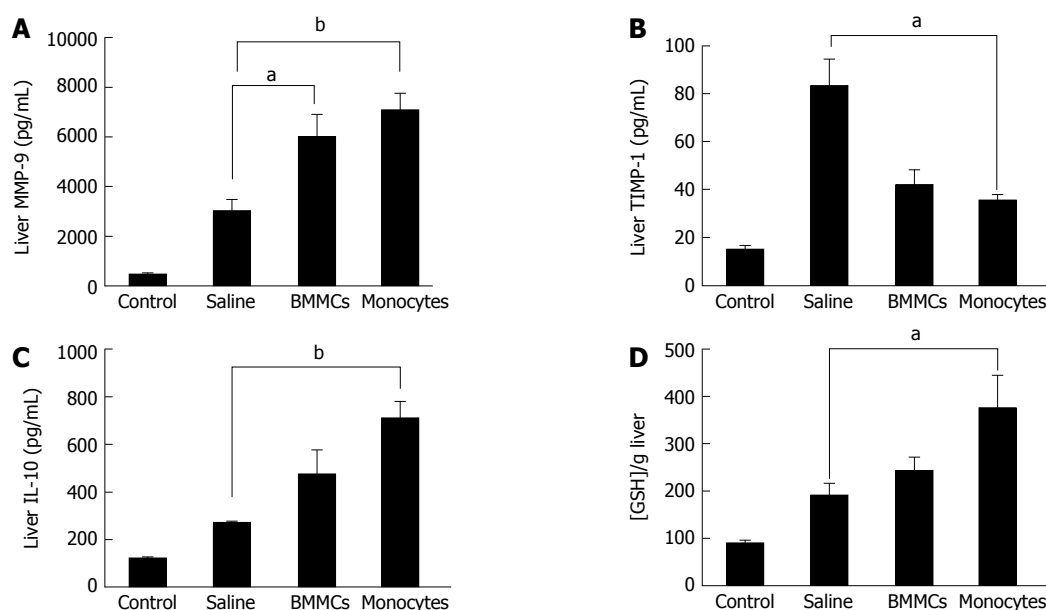 A
Liver MMP-9 (pg/mL)
10000
8000
6000
4000
2000
0
b
a
Control Saline BMMCs Monocytes
B
Liver TIMP-1 (pg/mL)
100
80
60
40
20
0
a
Control Saline BMMCs Monocytes
C
Liver IL-10 (pg/mL)
1000
800
600
400
200
0
b
Control Saline BMMCs Monocytes
D
[GSH]/g liver
500
400
300
200
100
0
a
Control Saline BMMCs Monocytes